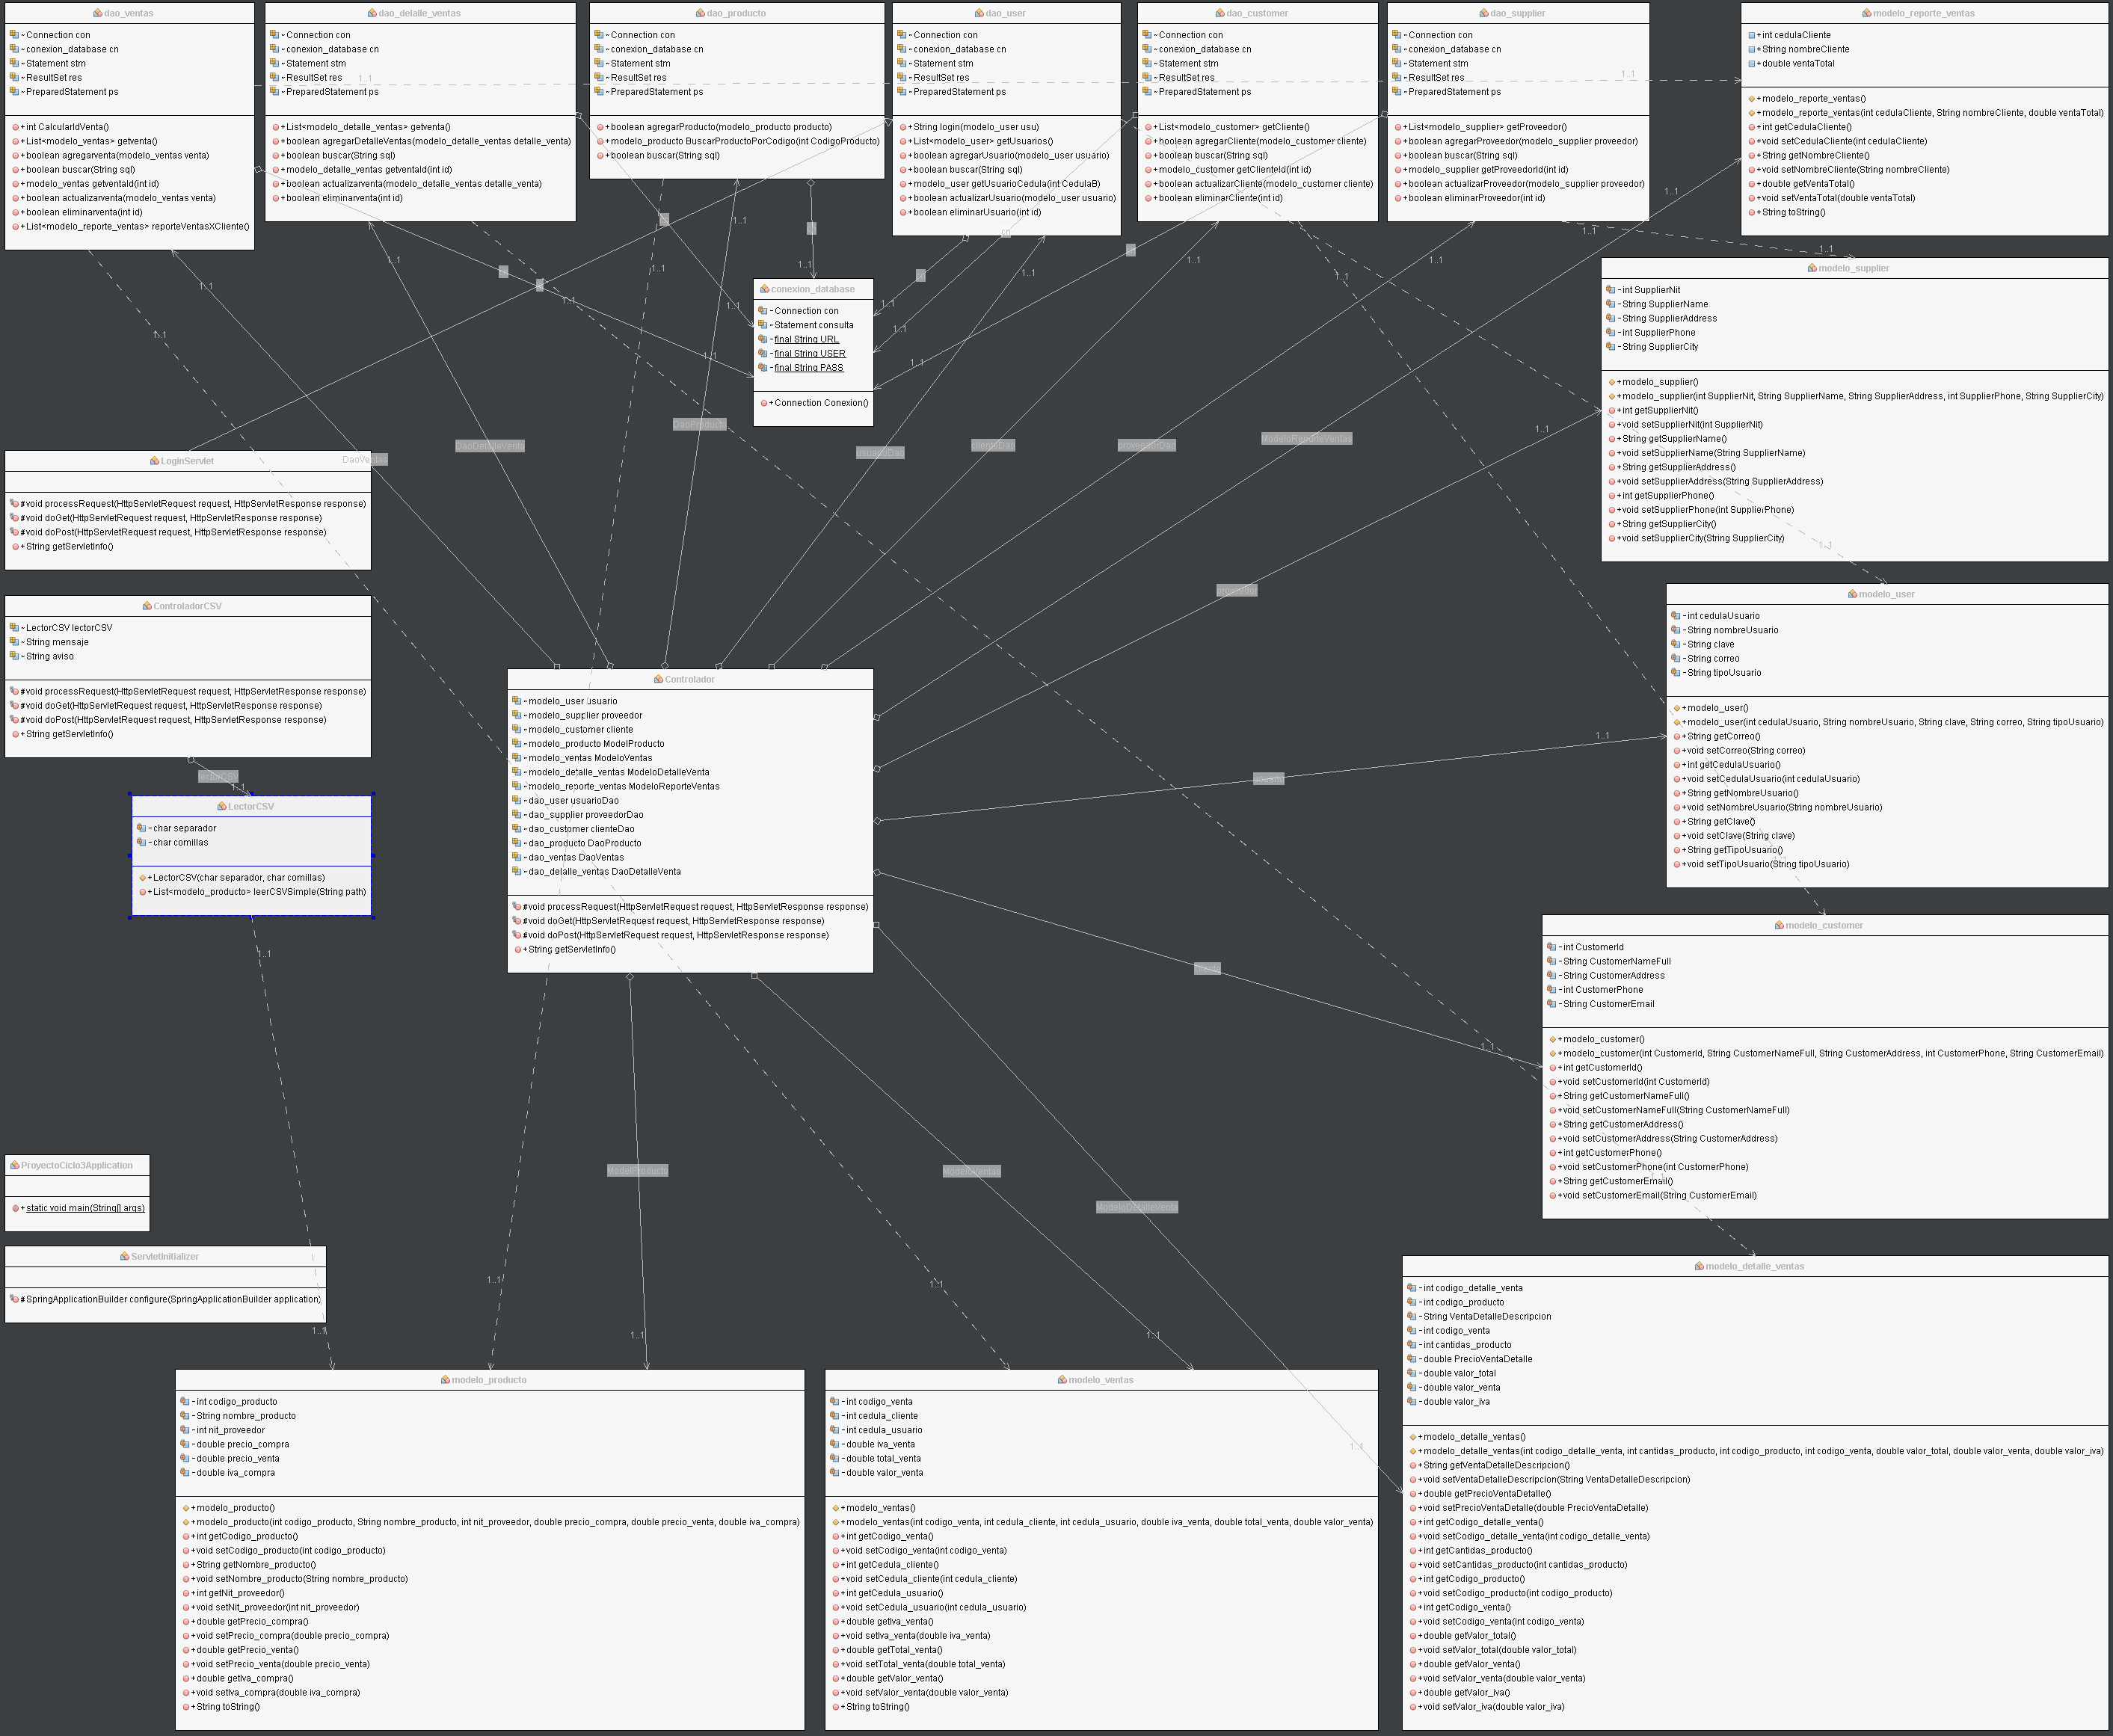 dao_ventas
~Connection con
~conexion_database cn
~Statement stm
~ResultSet res
~PreparedStatement ps
+int CalcularIdVenta()
+List<modelo_ventas> getventa()
+boolean agregarventa(modelo_ventas venta)
+boolean buscar(String sql)
+modelo_ventas getventaId(int id)
+boolean actualizarventa(modelo_ventas venta)
+boolean eliminarventa(int id)
+List<modelo_reporte_ventas> reporteVentasXCliente()
dao_delalle_ventas
~Connection con
~conexion_database cn
~Statement stm
~ResultSet res
~PreparedStatement ps
+List<modelo_detalle_ventas> getventa()
+boolean agregarDetalleVentas(modelo_detalle_ventas detalle_venta)
+boolean buscar(String sql)
+modelo_detalle_ventas getventaId(int id)
+boolean actualizarventa(modelo_detalle_ventas detalle_venta)
+boolean eliminarventa(int id)
dao_producto
~Connection con
~conexion_database cn
~Statement stm
~ResultSet res
~PreparedStatement ps
+boolean agregarProducto(modelo_producto producto)
+modelo_producto BuscarProductoPorCodigo(int CodigoProducto)
+boolean buscar(String sql)
dao_user
~Connection con
~conexion_database cn
~Statement stm
~ResultSet res
~PreparedStatement ps
+String login(modelo_user usu)
+List<modelo_user> getUsuarios()
+boolean agregarUsuario(modelo_user usuario)
+boolean buscar(String sql)
+modelo_user getUsuarioCedula(int CedulaB)
+boolean actualizarUsuario(modelo_user usuario)
+boolean eliminarUsuario(int id)
dao_customer
~Connection con
~conexion_database cn
~Statement stm
~ResultSet res
~PreparedStatement ps
+List<modelo_customer> getCliente()
+boolean agregarCliente(modelo_customer cliente)
+boolean buscar(String sql)
+modelo_customer getClienteId(int id)
+boolean actualizarCliente(modelo_customer cliente)
+boolean eliminarCliente(int id)
dao_supplier
~Connection con
~conexion_database cn
~Statement stm
~ResultSet res
~PreparedStatement ps
+List<modelo_supplier> getProveedor()
+boolean agregarProveedor(modelo_supplier proveedor)
+boolean buscar(String sql)
+modelo_supplier getProveedorId(int id)
+boolean actualizarProveedor(modelo_supplier proveedor)
+boolean eliminarProveedor(int id)
modelo_reporte_ventas
+int cedulaCliente
+String nombreCliente
+double ventaTotal
+modelo_reporte_ventas()
+modelo_reporte_ventas(int cedulaCliente, String nombreCliente, double ventaTotal)
+int getCedulaCliente()
+void setCedulaCliente(int cedulaCliente)
+String getNombreCliente()
+void setNombreCliente(String nombreCliente)
+double getVentaTotal()
+void setVentaTotal(double ventaTotal)
+String toString()
conexion_database
-Connection con
~Statement consulta
-final String URL
-final String USER
-final String PASS
+Connection Conexion()
modelo_supplier
-int SupplierNit
-String SupplierName
-String SupplierAddress
-int SupplierPhone
-String SupplierCity
+modelo_supplier()
+modelo_supplier(int SupplierNit, String SupplierName, String SupplierAddress, int SupplierPhone, String SupplierCity)
+int getSupplierNit()
+void setSupplierNit(int SupplierNit)
+String getSupplierName()
+void setSupplierName(String SupplierName)
+String getSupplierAddress()
+void setSupplierAddress(String SupplierAddress)
+int getSupplierPhone()
+void setSupplierPhone(int SupplierPhone)
+String getSupplierCity()
+void setSupplierCity(String SupplierCity)
DaoVentas
DaoDetalleVenta
DaoProducto
usuarioDao
clienteDao
proveedorDao
ModeloReporteVentas
LoginServlet
#void processRequest(HttpServletRequest request, HttpServletResponse response)
#void doGet(HttpServletRequest request, HttpServletResponse response)
#void doPost(HttpServletRequest request, HttpServletResponse response)
+String getServletInfo()
proveedor
modelo_user
-int cedulaUsuario
-String nombreUsuario
-String clave
-String correo
-String tipoUsuario
+modelo_user()
+modelo_user(int cedulaUsuario, String nombreUsuario, String clave, String correo, String tipoUsuario)
+String getCorreo()
+void setCorreo(String correo)
+int getCedulaUsuario()
+void setCedulaUsuario(int cedulaUsuario)
+String getNombreUsuario()
+void setNombreUsuario(String nombreUsuario)
+String getClave()
+void setClave(String clave)
+String getTipoUsuario()
+void setTipoUsuario(String tipoUsuario)
ControladorCSV
~LectorCSV lectorCSV
~String mensaje
~String aviso
#void processRequest(HttpServletRequest request, HttpServletResponse response)
#void doGet(HttpServletRequest request, HttpServletResponse response)
#void doPost(HttpServletRequest request, HttpServletResponse response)
+String getServletInfo()
lectorCSV
1..1
LectorCSV
-char separador
-char comillas
+LectorCSV(char separador, char comillas)
+List<modelo_producto> leerCSVSimple(String path)
Controlador
~modelo_user usuario
~modelo_supplier proveedor
~modelo_customer cliente
~modelo_producto ModelProducto
~modelo_ventas ModeloVentas
~modelo_detalle_ventas ModeloDetalleVenta
~modelo_reporte_ventas ModeloReporteVentas
~dao_user usuarioDao
~dao_supplier proveedorDao
~dao_customer clienteDao
~dao_producto DaoProducto
~dao_ventas DaoVentas
~dao_delalle_ventas DaoDetalleVenta
#void processRequest(HttpServletRequest request, HttpServletResponse response)
#void doGet(HttpServletRequest request, HttpServletResponse response)
#void doPost(HttpServletRequest request, HttpServletResponse response)
+String getServletInfo()
usuario
cliente
modelo_customer
-int CustomerId
-String CustomerNameFull
-String CustomerAddress
-int CustomerPhone
-String CustomerEmail
+modelo_customer()
+modelo_customer(int CustomerId, String CustomerNameFull, String CustomerAddress, int CustomerPhone, String CustomerEmail)
+int getCustomerId()
+void setCustomerId(int CustomerId)
+String getCustomerNameFull()
+void setCustomerNameFull(String CustomerNameFull)
+String getCustomerAddress()
+void setCustomerAddress(String CustomerAddress)
+int getCustomerPhone()
+void setCustomerPhone(int CustomerPhone)
+String getCustomerEmail()
+void setCustomerEmail(String CustomerEmail)
ProyectoCiclo3Application
+static void main(String[] args)
ServletInitializer
#SpringApplicationBuilder configure(SpringApplicationBuilder application)
ModelProducto
ModeloVentas
ModeloDetalleVenta
1..1
1..1
1..1
1..1
1..1
1..1
modelo_producto
-int codigo_producto
-String nombre_producto
-int nit_proveedor
-double precio_compra
-double precio_venta
-double iva_compra
+modelo_producto()
+modelo_producto(int codigo_producto, String nombre_producto, int nit_proveedor, double precio_compra, double precio_venta, double iva_compra)
+int getCodigo_producto()
+void setCodigo_producto(int codigo_producto)
+String getNombre_producto()
+void setNombre_producto(String nombre_producto)
+int getNit_proveedor()
+void setNit_proveedor(int nit_proveedor)
+double getPrecio_compra()
+void setPrecio_compra(double precio_compra)
+double getPrecio_venta()
+void setPrecio_venta(double precio_venta)
+double getIva_compra()
+void setIva_compra(double iva_compra)
+String toString()
modelo_ventas
-int codigo_venta
-int cedula_cliente
-int cedula_usuario
-double iva_venta
-double total_venta
-double valor_venta
+modelo_ventas()
+modelo_ventas(int codigo_venta, int cedula_cliente, int cedula_usuario, double iva_venta, double total_venta, double valor_venta)
+int getCodigo_venta()
+void setCodigo_venta(int codigo_venta)
+int getCedula_cliente()
+void setCedula_cliente(int cedula_cliente)
+int getCedula_usuario()
+void setCedula_usuario(int cedula_usuario)
+double getIva_venta()
+void setIva_venta(double iva_venta)
+double getTotal_venta()
+void setTotal_venta(double total_venta)
+double getValor_venta()
+void setValor_venta(double valor_venta)
+String toString()
modelo_detalle_ventas
-int codigo_detalle_venta
-int codigo_producto
-String VentaDetalleDescripcion
-int codigo_venta
-int cantidas_producto
-double PrecioVentaDetalle
-double valor_total
-double valor_venta
-double valor_iva
+modelo_detalle_ventas()
+modelo_detalle_ventas(int codigo_detalle_venta, int cantidas_producto, int codigo_producto, int codigo_venta, double valor_total, double valor_venta, double valor_iva)
+String getVentaDetalleDescripcion()
+void setVentaDetalleDescripcion(String VentaDetalleDescripcion)
+double getPrecioVentaDetalle()
+void setPrecioVentaDetalle(double PrecioVentaDetalle)
+int getCodigo_detalle_venta()
+void setCodigo_detalle_venta(int codigo_detalle_venta)
+int getCantidas_producto()
+void setCantidas_producto(int cantidas_producto)
+int getCodigo_producto()
+void setCodigo_producto(int codigo_producto)
+int getCodigo_venta()
+void setCodigo_venta(int codigo_venta)
+double getValor_total()
+void setValor_total(double valor_total)
+double getValor_venta()
+void setValor_venta(double valor_venta)
+double getValor_iva()
+void setValor_iva(double valor_iva)